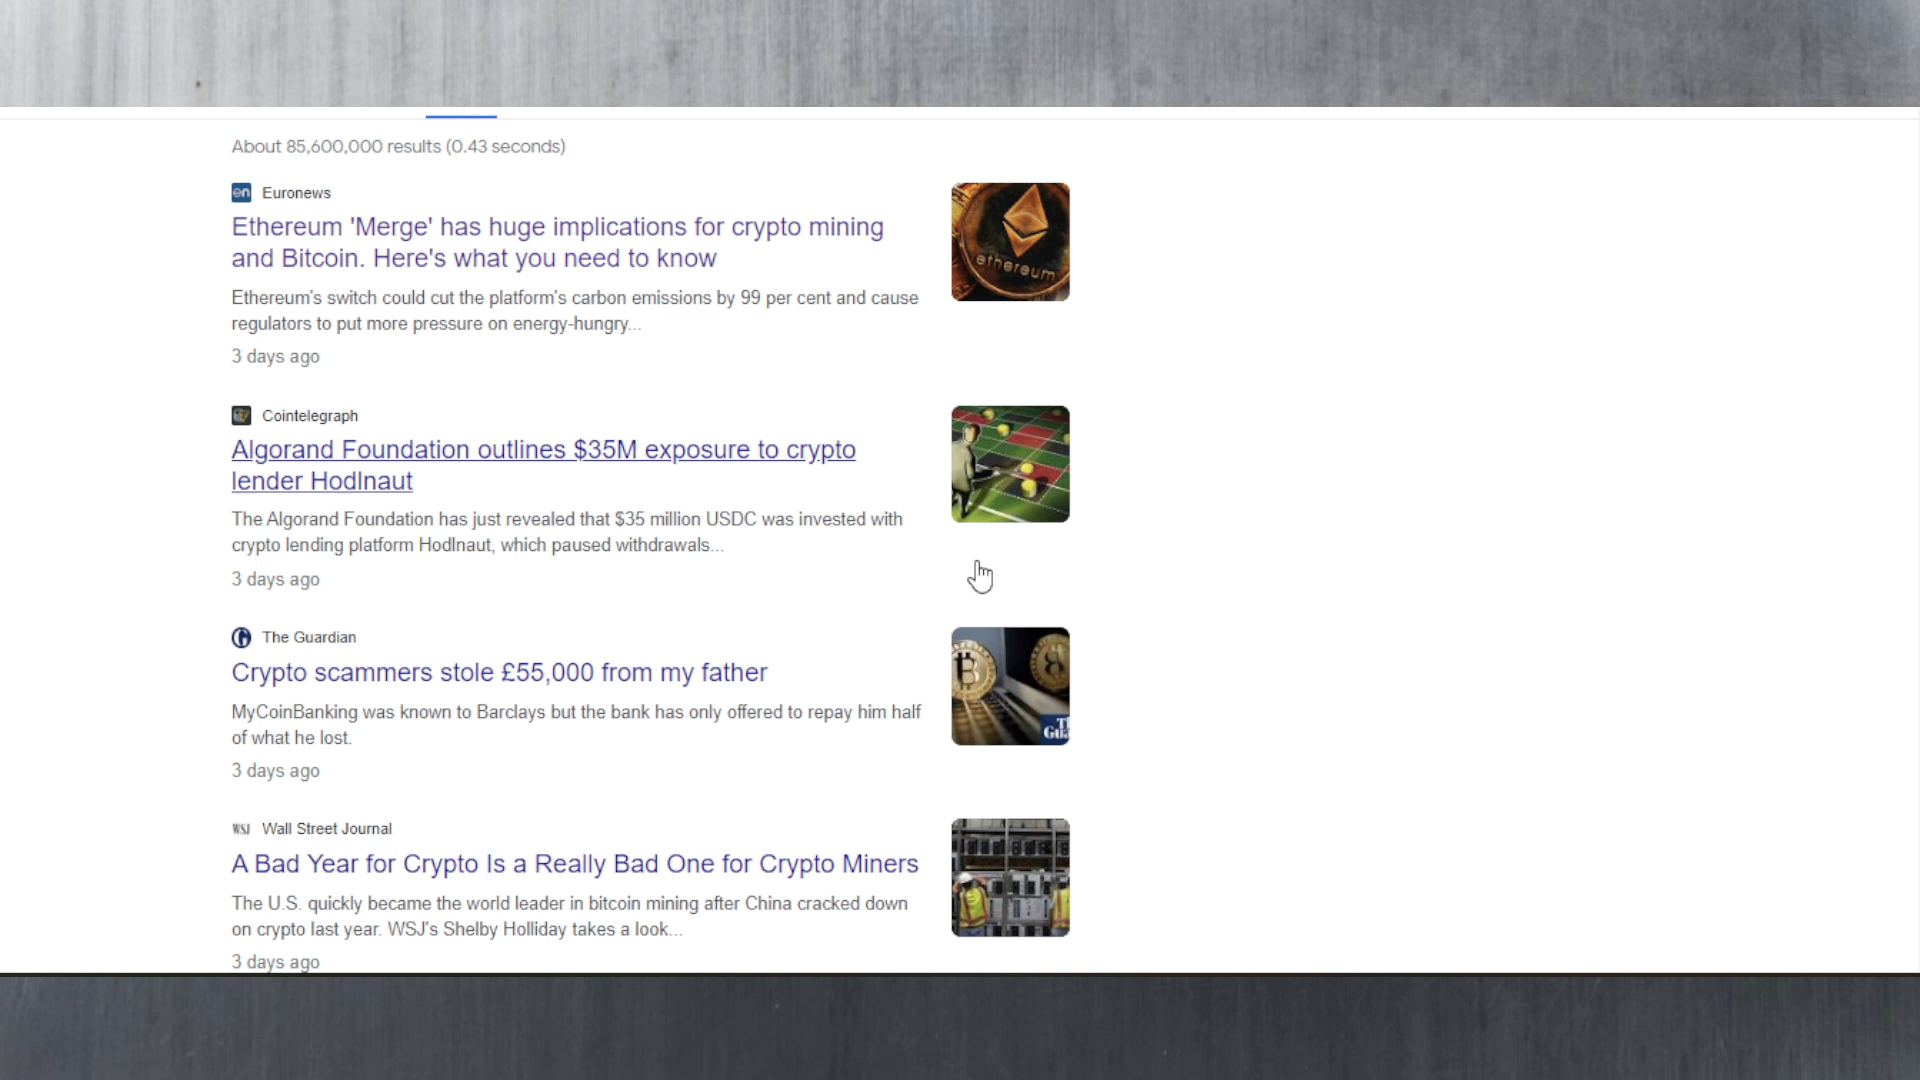 About 85,600,000 results (0.43 seconds)
en Euronews
Ethereum 'Merge' has huge implications for crypto mining
and Bitcoin. Here's what you need to know
Ethereum's switch could cut the platform's carbon emissions by 99 per cent and cause
regulators to put more pressure on energy-hungry...
3 days ago
ethereum
Cointelegraph
Algorand Foundation outlines $35M exposure to crypto
lender Hodlnaut
The Algorand Foundation has just revealed that $35 million USDC was invested with
crypto lending platform Hodlnaut, which paused withdrawals...
3 days ago
The Guardian
Crypto scammers stole £55,000 from my father
MyCoinBanking was known to Barclays but the bank has only offered to repay him half
of what he lost.
3 days ago
WSJ Wall Street Journal
A Bad Year for Crypto Is a Really Bad One for Crypto Miners
The U.S. quickly became the world leader in bitcoin mining after China cracked down
on crypto last year. WSJ's Shelby Holliday takes a look...
3 days ago